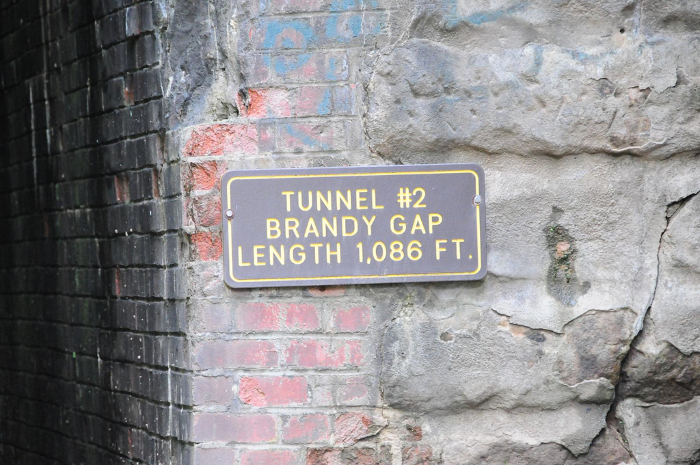 TUNNEL #2
BRANDY GAP
LENGTH 1,086 FT.